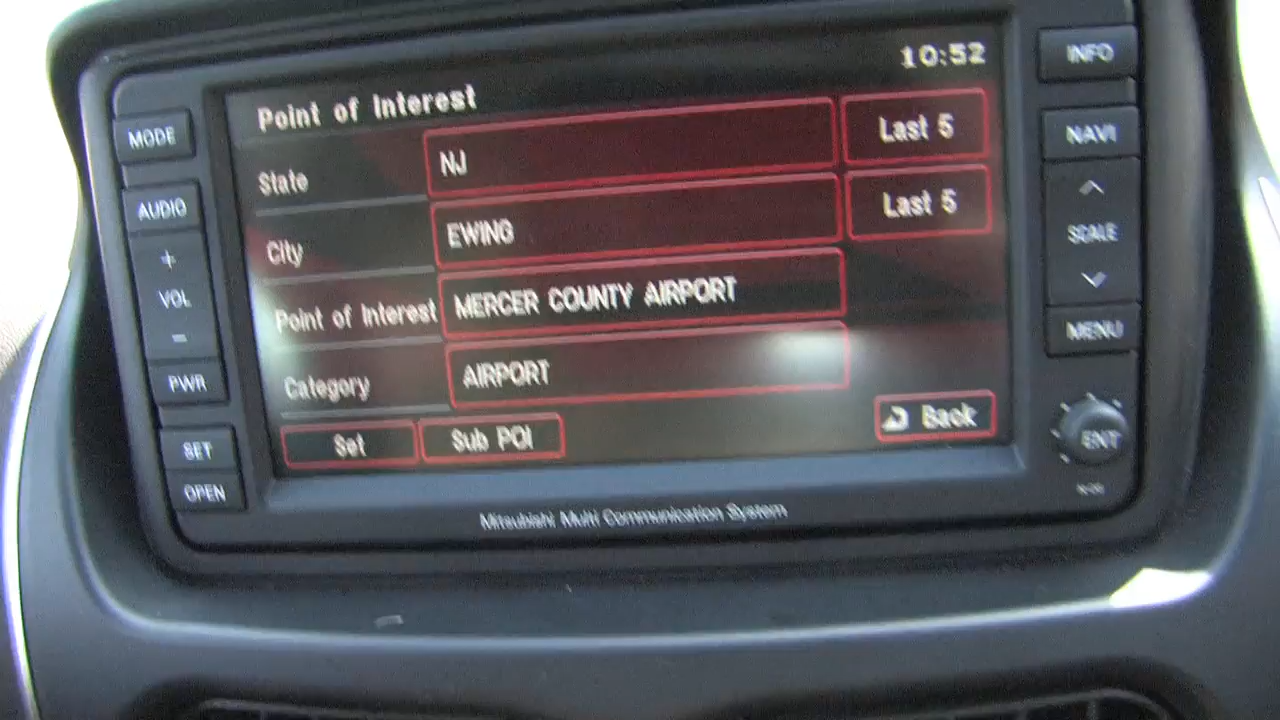 10:52
INFO
Point of Interest
MODE
Last 5
NAVI
State
NJ
AUDIO
Last 5
City
EWING
SCALE
+
VOL
-
Point of Interest
MERCER COUNTY AIRPORT
MENU
PWR
Category
AIRPORT
Back
SET
Set
Sub POI
ENT
OPEN
Mitsubishi Multi Communication System